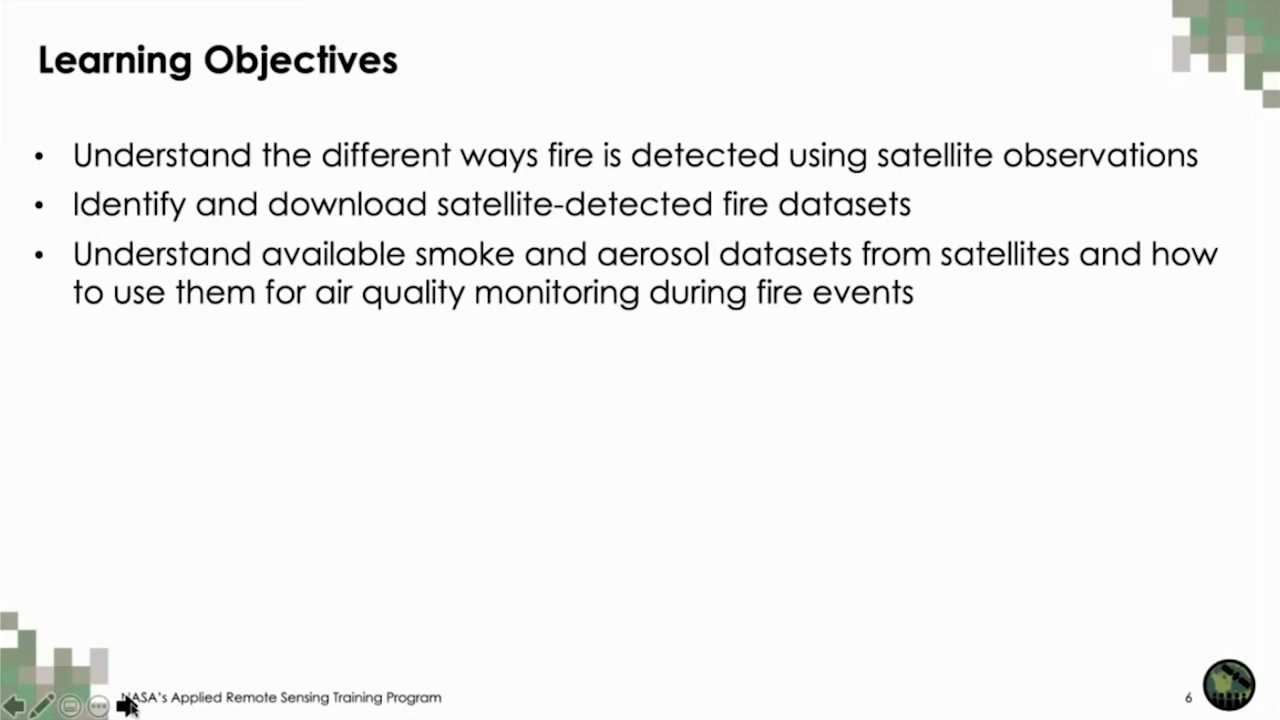 Learning Objectives
• Understand the different ways fire is detected using satellite observations
• Identify and download satellite-detected fire datasets
• Understand available smoke and aerosol datasets from satellites and how
to use them for air quality monitoring during fire events
NASA's Applied Remote Sensing Training Program
6